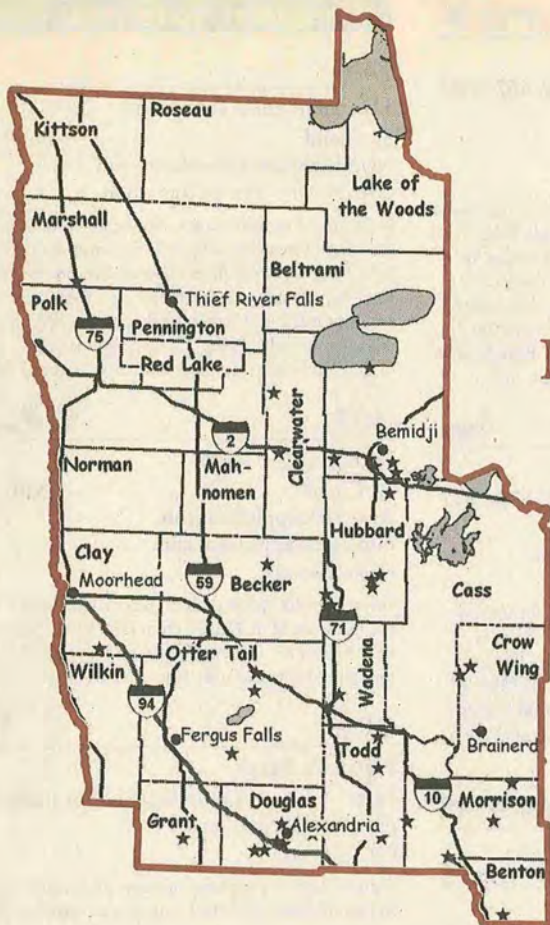 Roseau
Kittson
Lake of
the Woods
Marshall
Beltrami
Polk
Thief River Falls
75
Pennington
Red Lake
Clearwater
2
Bemidji
Norman
Mah-
nomen
Hubbard
Clay
Moorhead
59
Becker
Cass
71
Wilkin
Otter Tail
Wadena
Crow
Wing
94
Fergus Falls
Todd
Brainerd
10
Grant
Douglas
Morrison
Alexandria
Benton